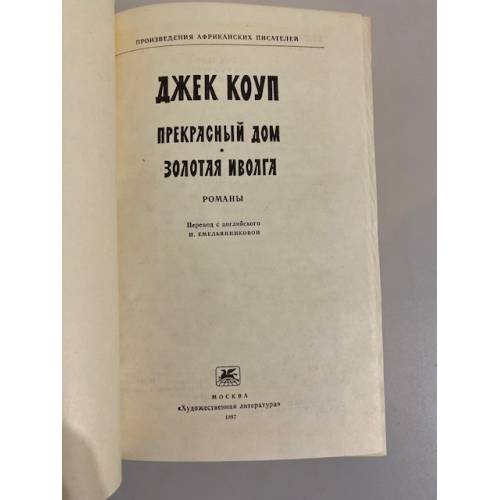 ПРОИЗВЕДЕНИЯ АФРИКАНСКИХ ПИСАТЕЛЕЙ
ДЖЕК КОУП
ПРЕКРАСНЫЙ ДОМ
•
ЗОЛОТАЯ ИВОЛГА
РОМАНЫ
Перевод с английского
Н. ЕМЕЛЬЯННИКОВОЙ
МОСКВА
«Художественная литература»
1987